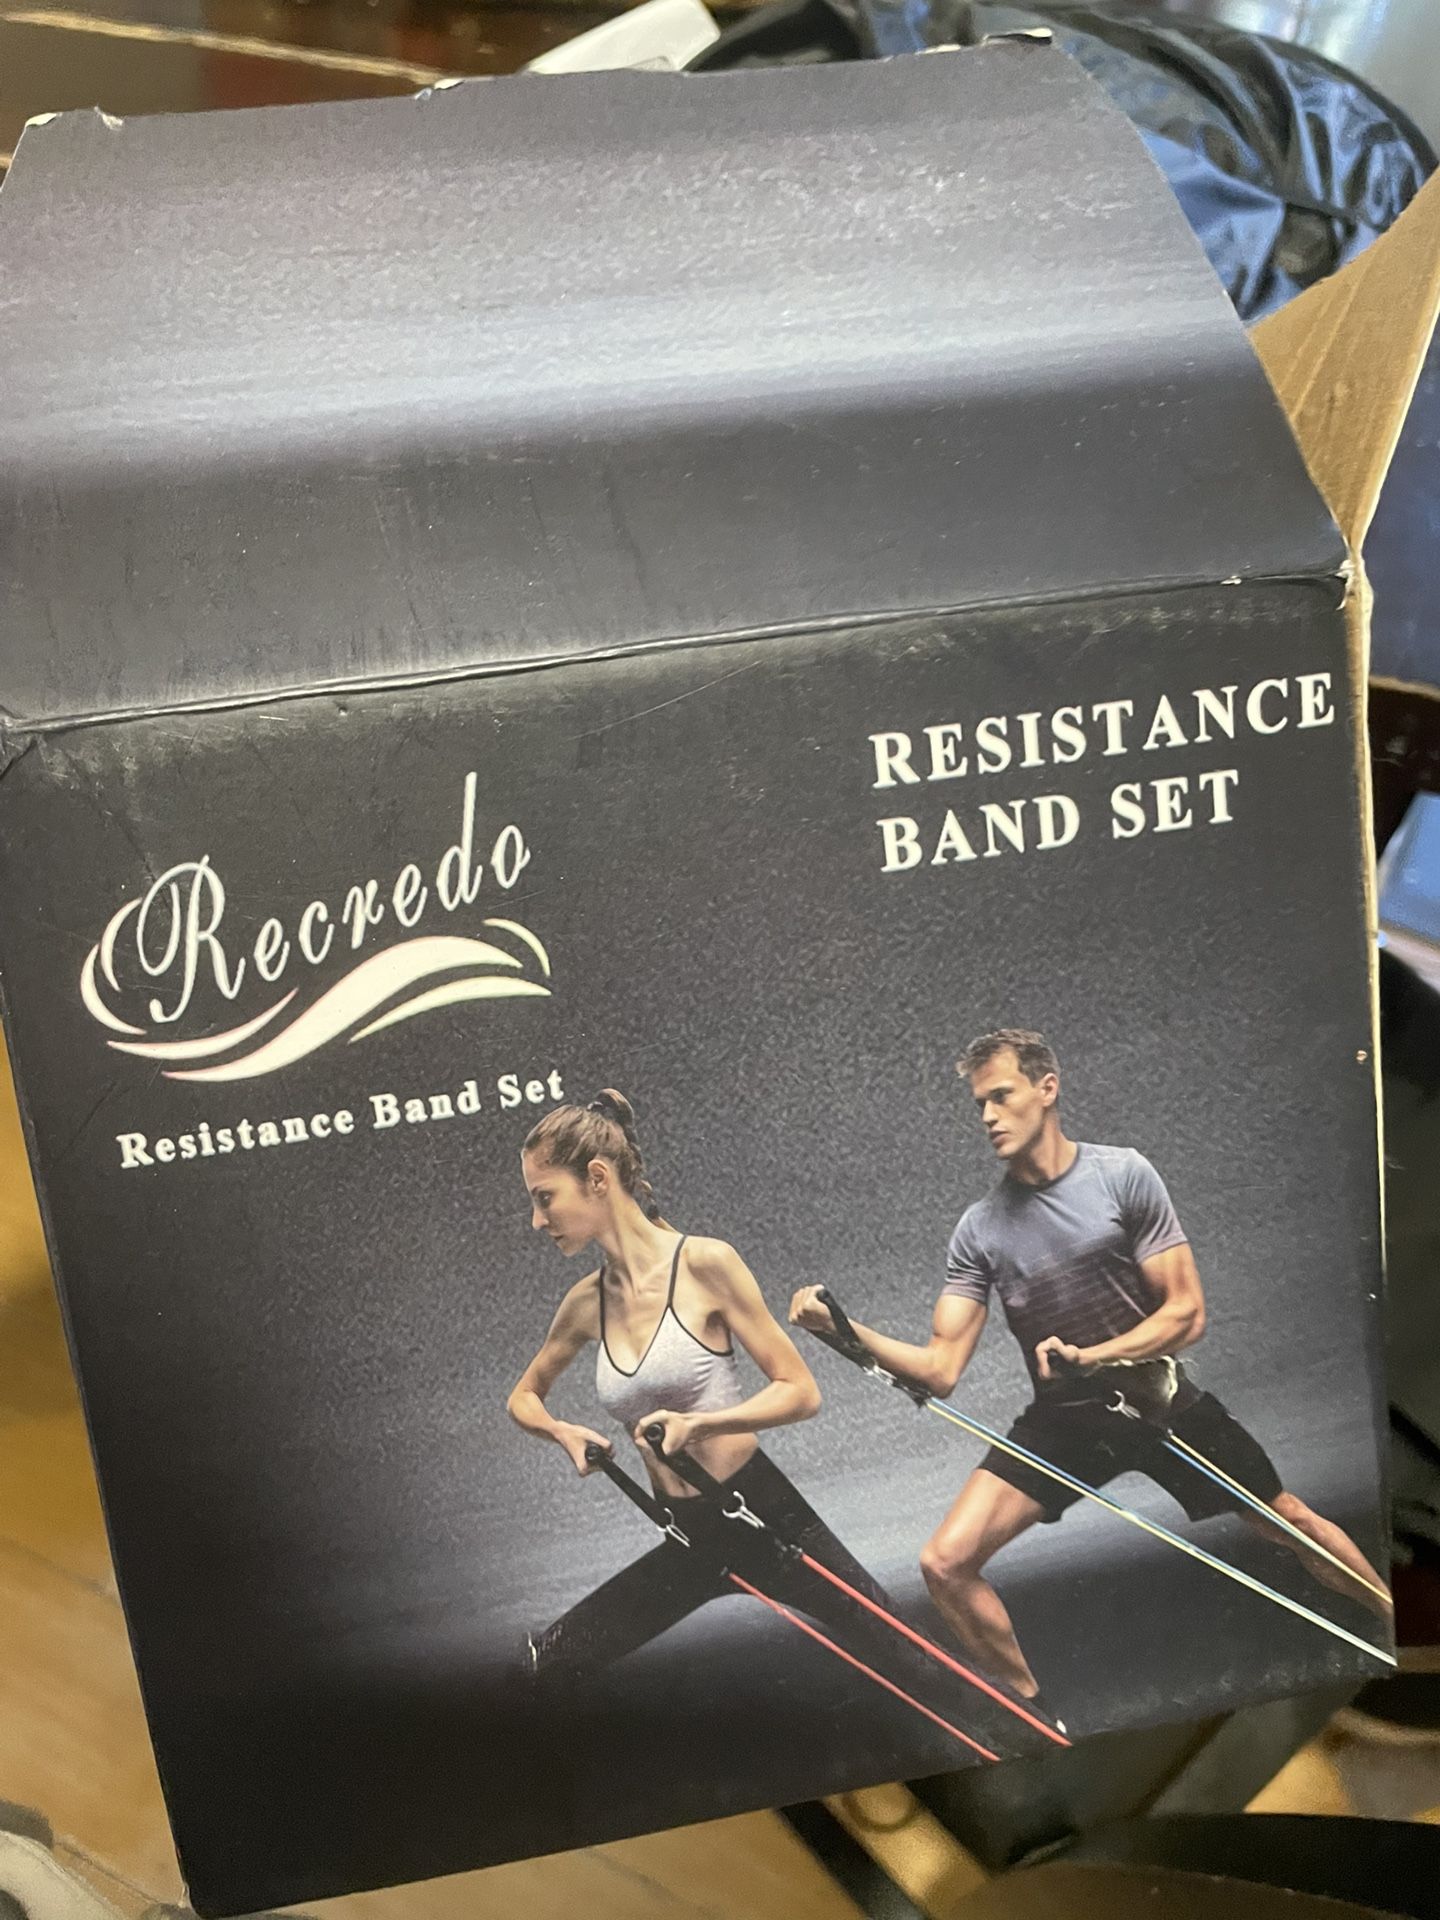 RESISTANCE
BAND SET
Recredo
Resistance Band Set